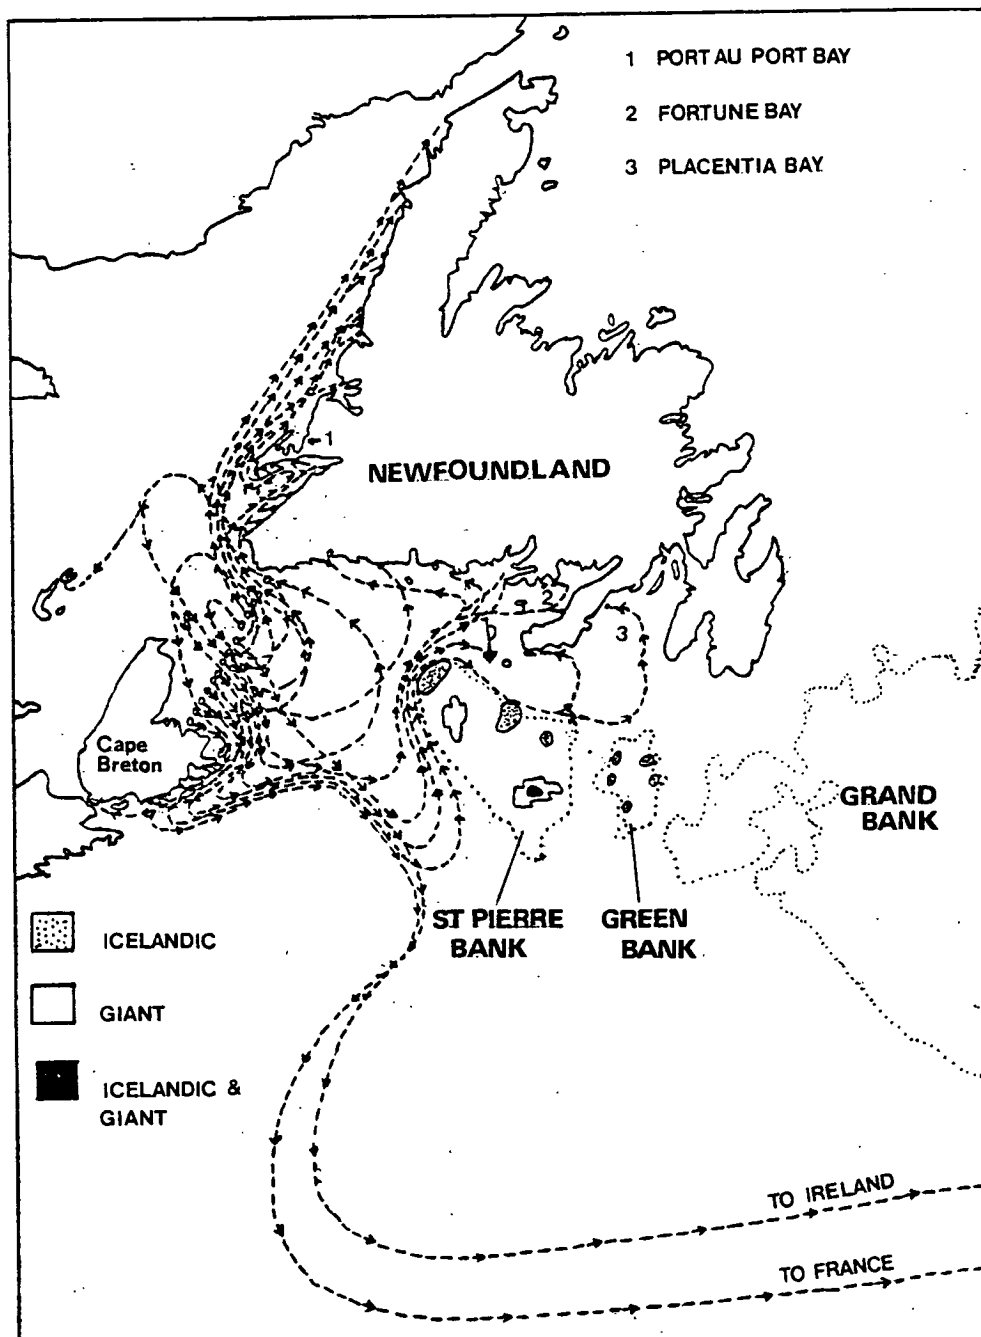 1 PORT AU PORT BAY
2 FORTUNE BAY
3 PLACENTIA BAY
1
NEWFOUNDLAND
2
3
Cape
Breton
GRAND
BANK
ST PIERRE
BANK
GREEN
BANK
ICELANDIC
GIANT
ICELANDIC &
GIANT
TO IRELAND
TO FRANCE